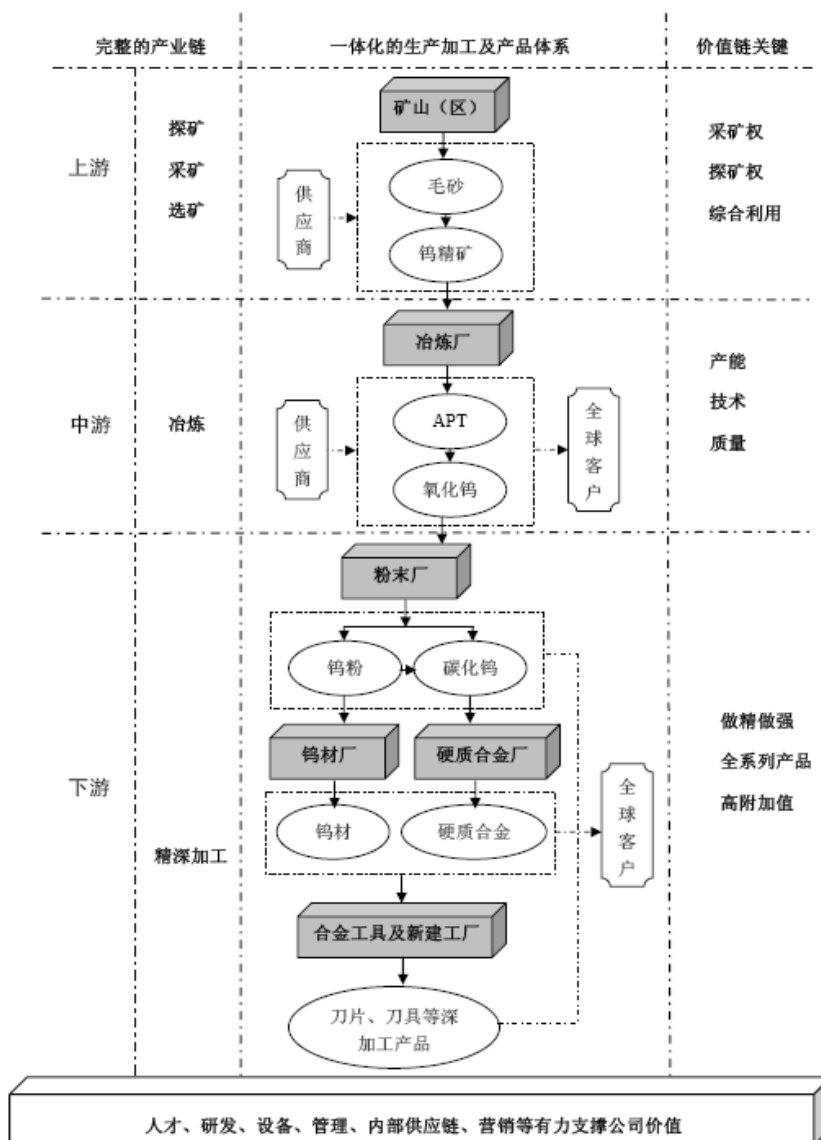 完整的产业链
一体化的生产加工及产品体系
价值链关键
上游
探矿
采矿
选矿
矿山（区）
供应商
毛砂
钨精矿
采矿权
探矿权
综合利用
中游
冶炼
冶炼厂
供应商
APT
氧化钨
全球客户
产能
技术
质量
下游
精深加工
粉末厂
钨粉
碳化钨
钨材厂
硬质合金厂
钨材
硬质合金
全球客户
合金工具及新建工厂
刀片、刀具等深
加工产品
做精做强
全系列产品
高附加值
人才、研发、设备、管理、内部供应链、营销等有力支撑公司价值